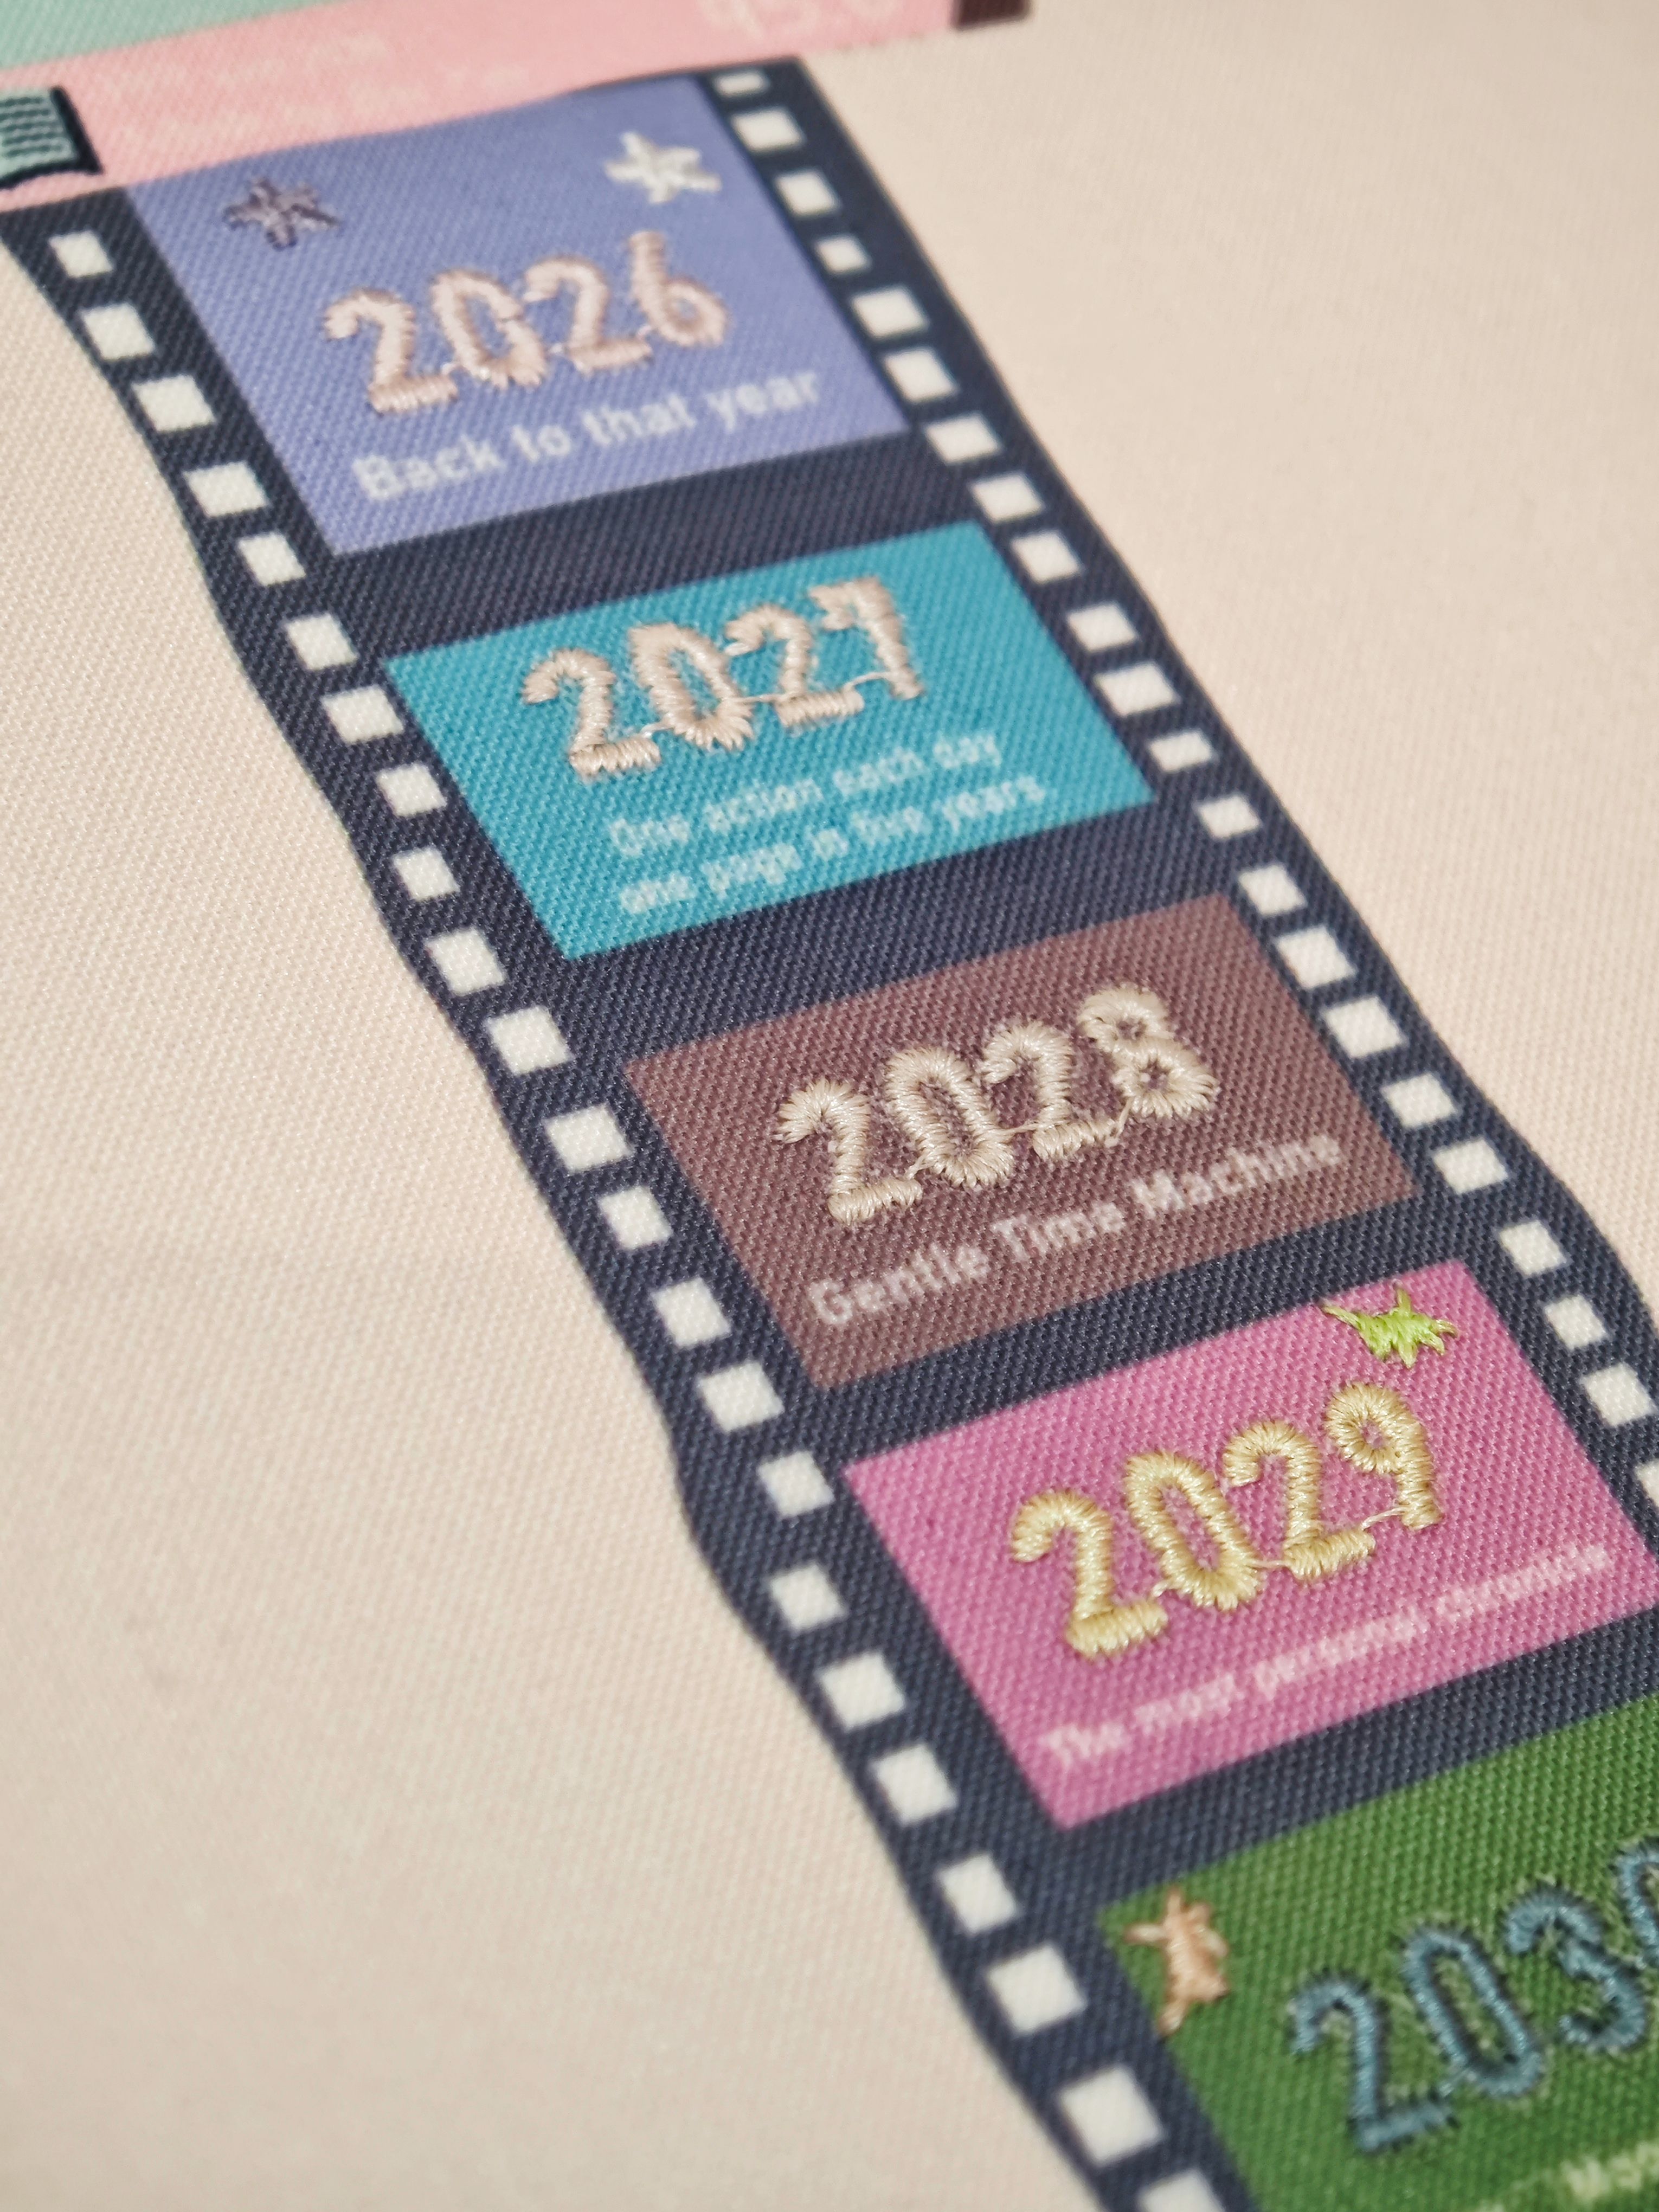 2026
Back to that year
2027
One action each day
one page in five years
2028
Gentle Time Machine
2029
The most personal
203